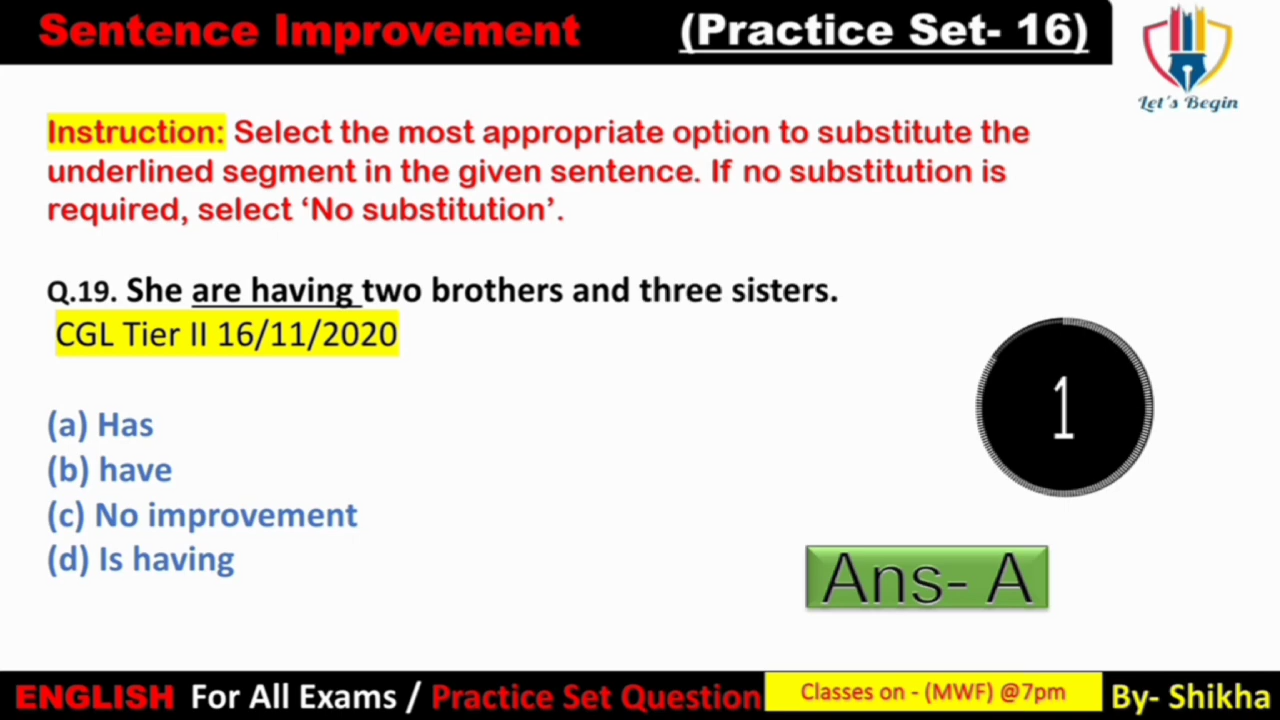 Sentence Improvement (Practice Set- 16)
Let's Begin
Instruction: Select the most appropriate option to substitute the
underlined segment in the given sentence. If no substitution is
required, select ‘No substitution’.
Q.19. She are having two brothers and three sisters.
CGL Tier II 16/11/2020
(a) Has
(b) have
(c) No improvement
(d) Is having
1
Ans- A
ENGLISH For All Exams / Practice Set Question Classes on - (MWF) @7pm By- Shikha